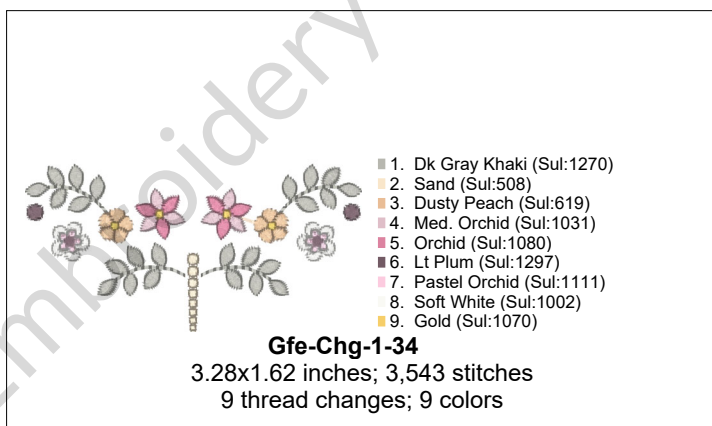 Embroidery
1. Dk Gray Khaki (Sul:1270)
2. Sand (Sul:508)
3. Dusty Peach (Sul:619)
4. Med. Orchid (Sul:1031)
5. Orchid (Sul:1080)
6. Lt Plum (Sul:1297)
7. Pastel Orchid (Sul:1111)
8. Soft White (Sul:1002)
9. Gold (Sul:1070)
Gfe-Chg-1-34
3.28x1.62 inches; 3,543 stitches
9 thread changes; 9 colors